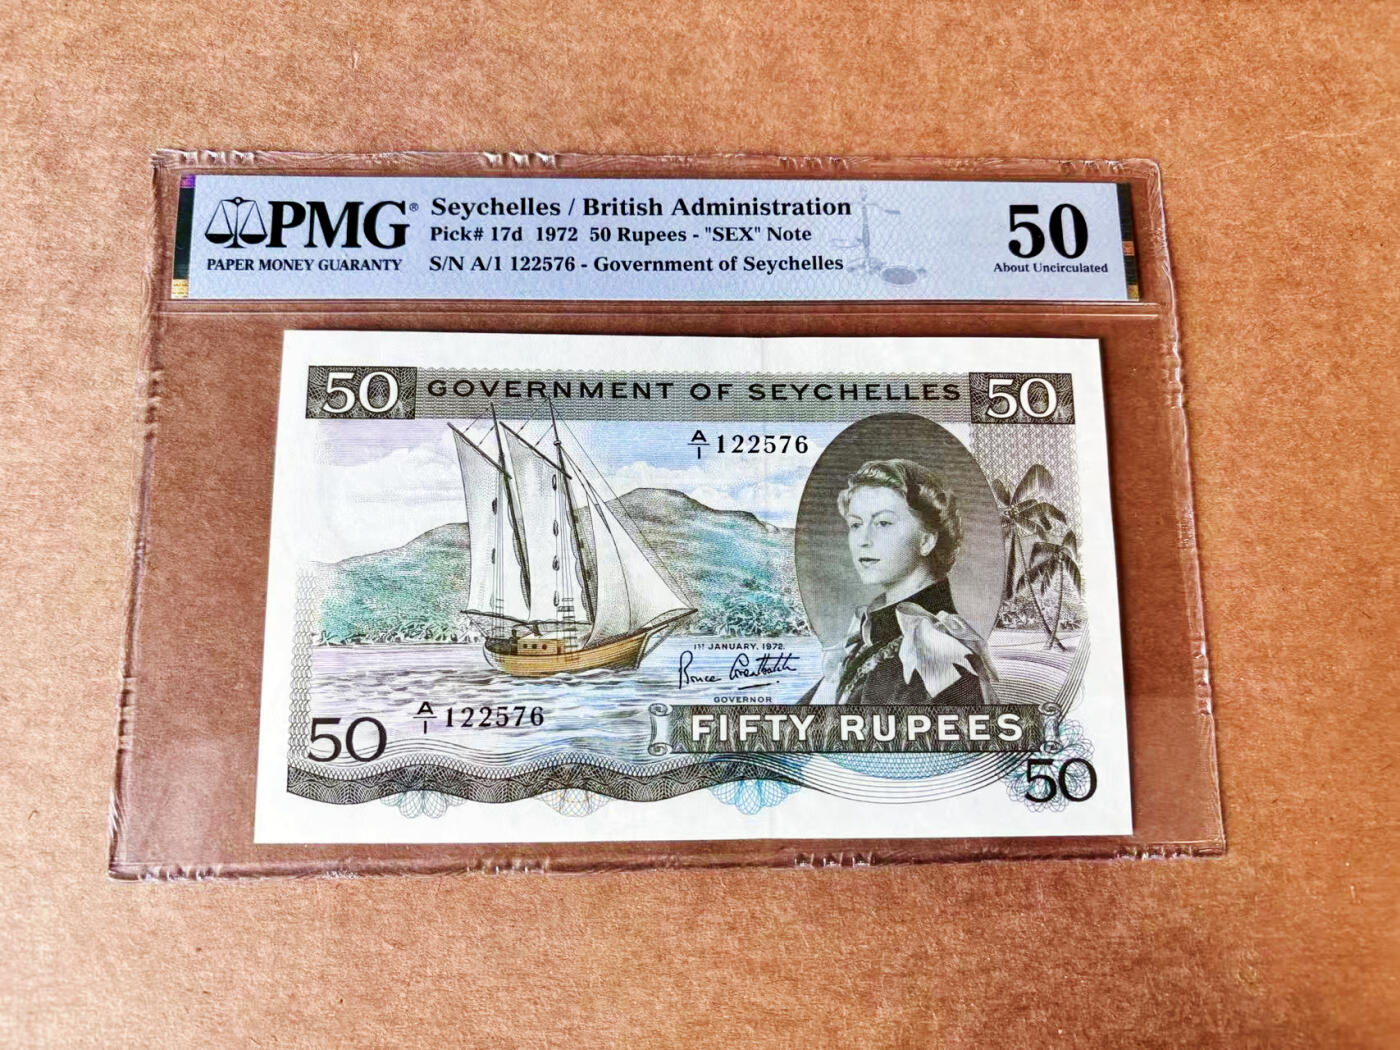 PMG®
PAPER MONEY GUARANTY
Seychelles / British Administration
Pick# 17d 1972 50 Rupees - "SEX" Note
S/N A/1 122576 - Government of Seychelles
50
About Uncirculated
50 GOVERNMENT OF SEYCHELLES 50
A/1 122576
1ST JANUARY, 1972.
Bruce Greatbatch
GOVERNOR
A/1 122576
50
FIFTY RUPEES
50